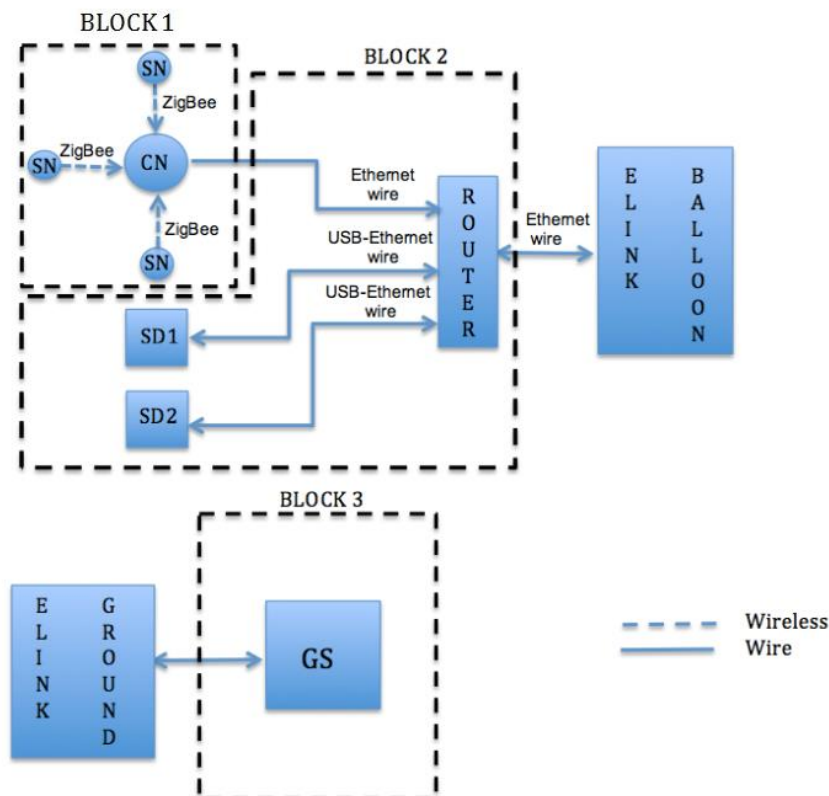 BLOCK 1
BLOCK 2
SN
ZigBee
SN
ZigBee
CN
ZigBee
SN
Ethernet
wire
USB-Ethernet
wire
USB-Ethernet
wire
SD1
SD2
ROUTER
Ethernet
wire
ELINK
BALLOON
BLOCK 3
ELINK
GROUND
GS
Wireless
Wire